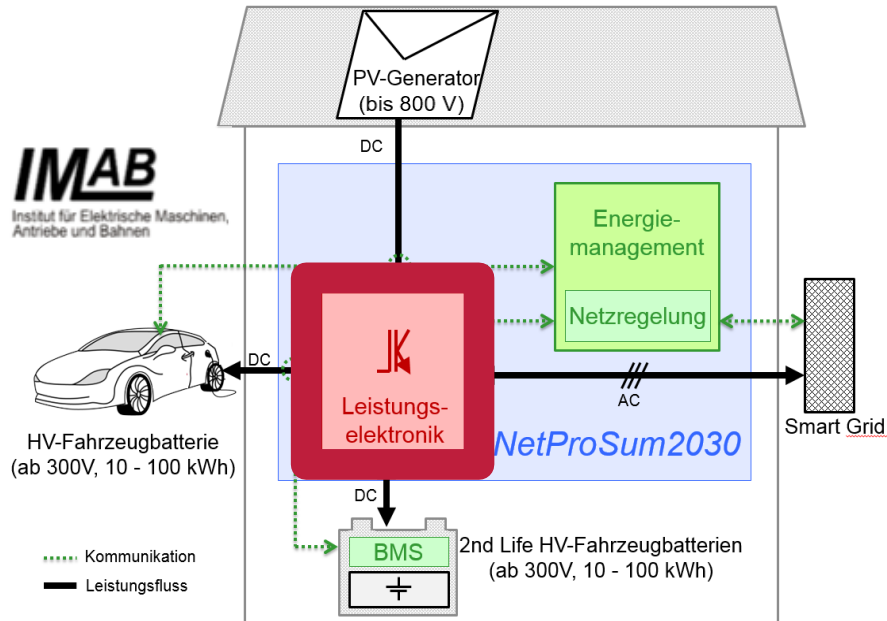 PV-Generator
(bis 800 V)
DC
IMAB
Institut für Elektrische Maschinen,
Antriebe und Bahnen
Energie-
management
Netzregelung
DC
Leistungs-
elektronik
AC
HV-Fahrzeugbatterie
(ab 300V, 10 - 100 kWh)
Smart Grid
NetProSum2030
DC
BMS
2nd Life HV-Fahrzeugbatterien
(ab 300V, 10 - 100 kWh)
Kommunikation
Leistungsfluss